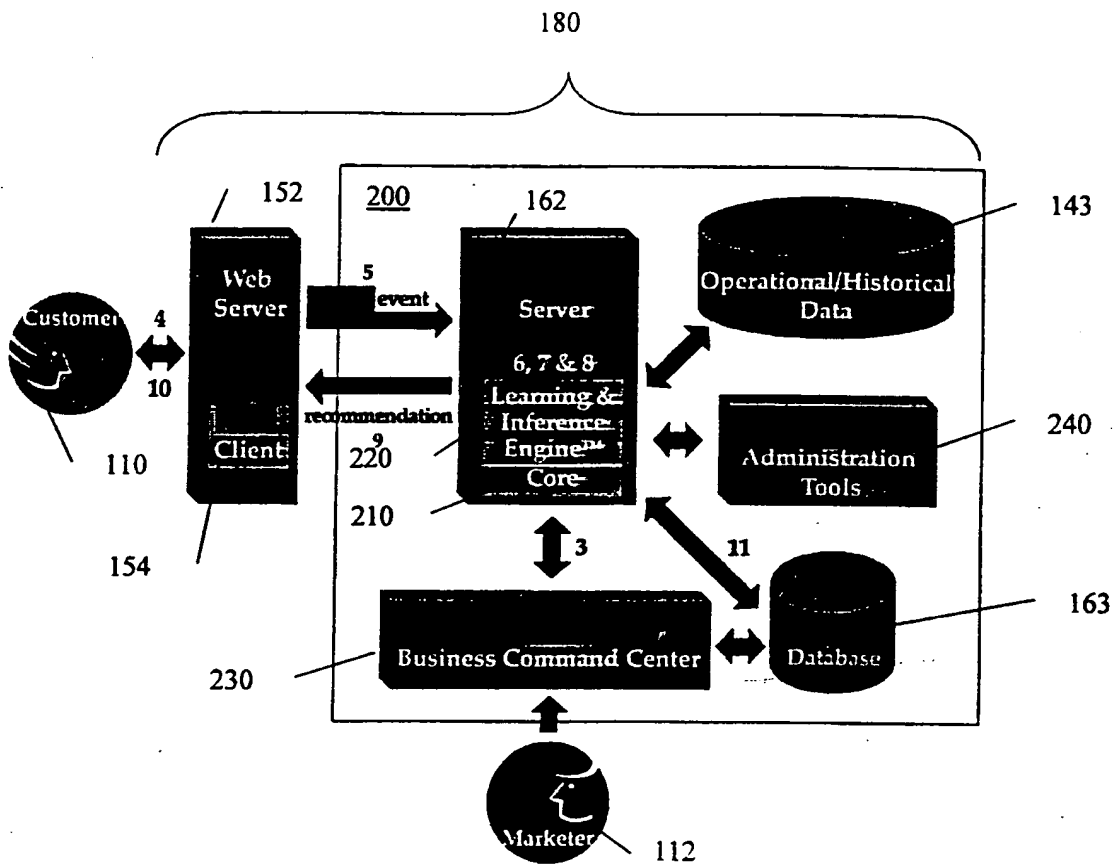 180
152
200
162
143
Web
Server
5
event
Operational/Historical
Data
Customer
4
10
Server
6, 7 & 8
recommendation
9
Learning &
Inference
Engine™
Core
Client
110
220
210
240
Administration
Tools
154
3
11
163
Business Command Center
Database
230
Marketer
112